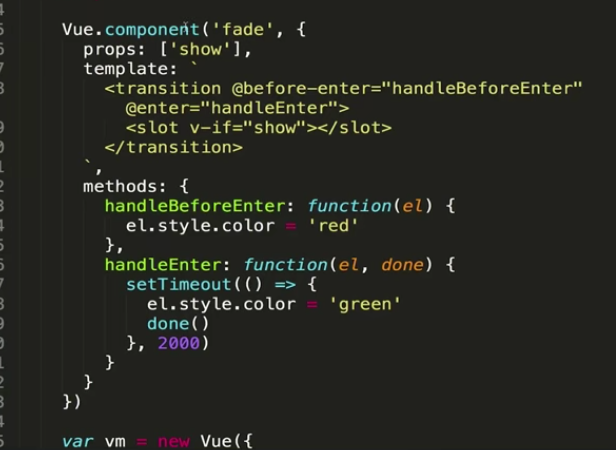 Vue.component('fade', {
props: ['show'],
template: `
<transition @before-enter="handleBeforeEnter"
@enter="handleEnter">
<slot v-if="show"></slot>
</transition>
`,
methods: {
handleBeforeEnter: function(el) {
el.style.color = 'red'
},
handleEnter: function(el, done) {
setTimeout(() => {
el.style.color = 'green'
done()
}, 2000)
}
}
})
var vm = new Vue({